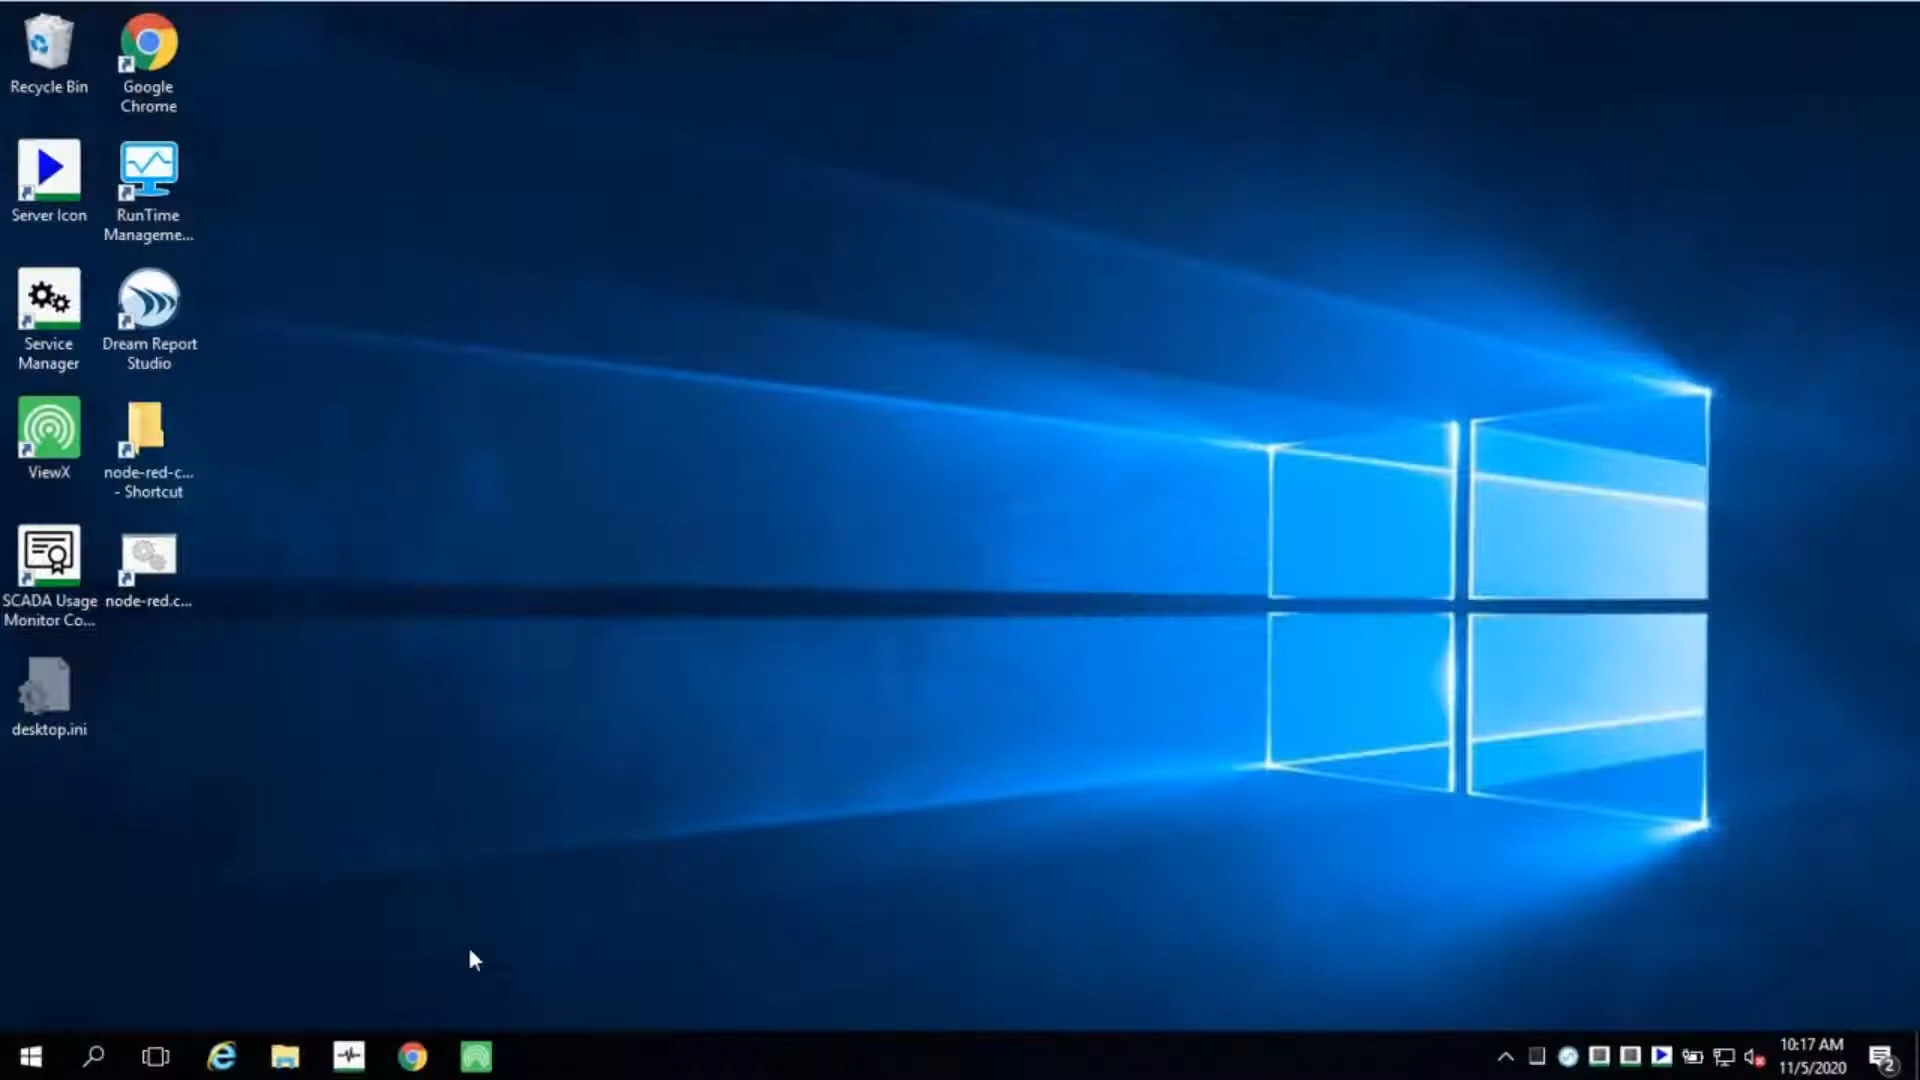 Recycle Bin
Google
Chrome
Server Icon
RunTime
Manageme...
Service
Manager
Dream Report
Studio
ViewX
node-red-c...
- Shortcut
SCADA Usage
Monitor Co...
node-red.c...
desktop.ini
10:17 AM
11/5/2020
2